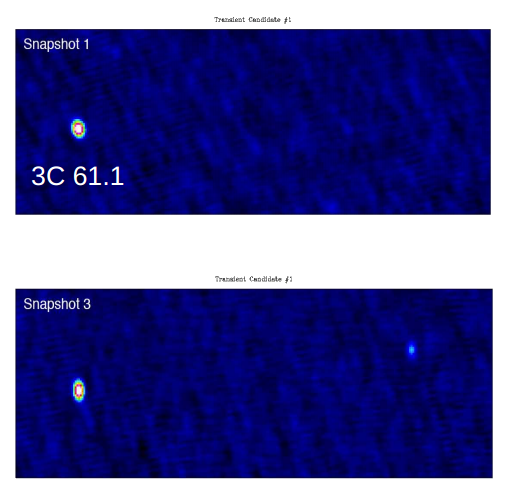 Transient Candidate #1
Snapshot 1
3C 61.1
Transient Candidate #1
Snapshot 3